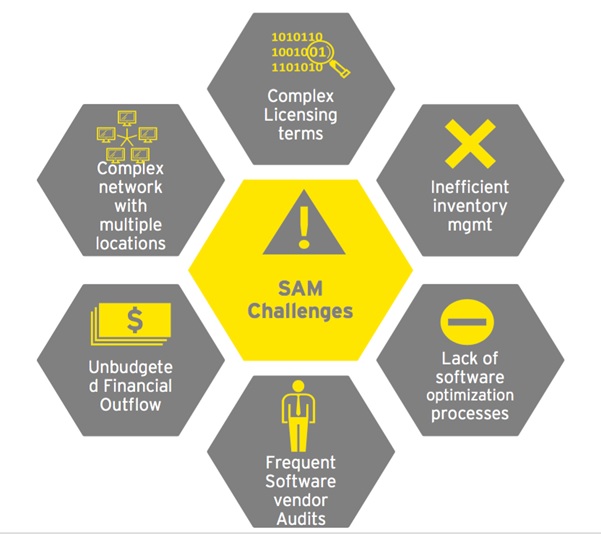 1010110
1001001
1101010
Complex
Licensing
terms
Complex
network
with
multiple
locations
Inefficient
inventory
mgmt
SAM
Challenges
$
Unbudgete
d Financial
Outflow
Lack of
software
optimization
processes
Frequent
Software
vendor
Audits